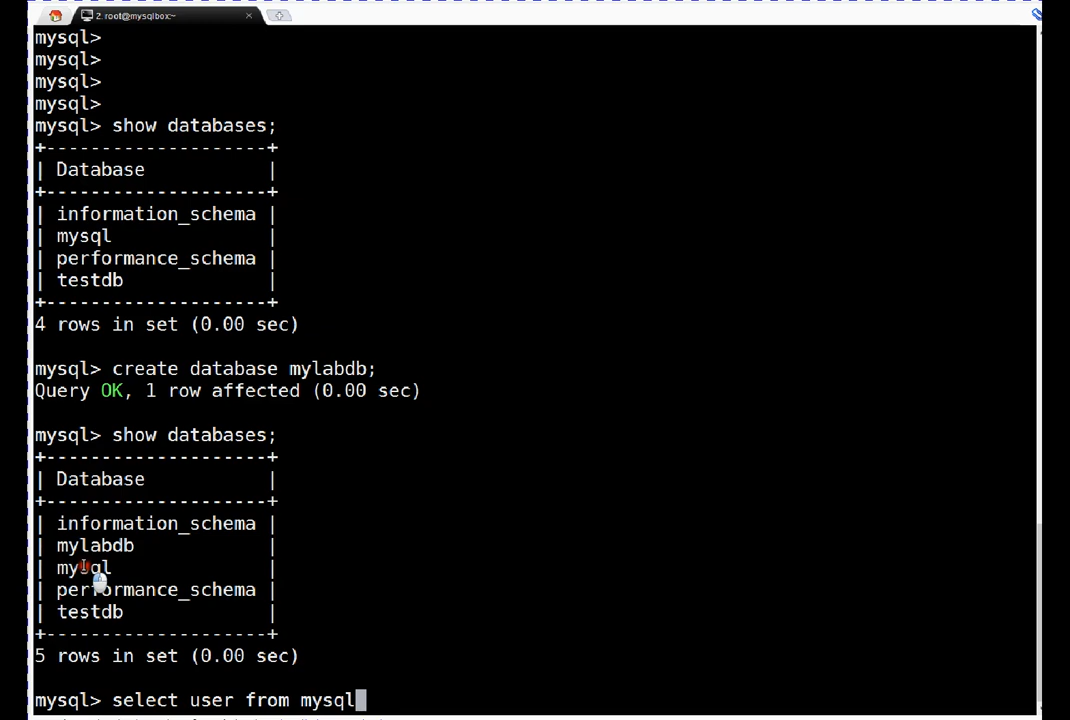 2. root@mysqlbox:~
mysql>
mysql>
mysql>
mysql>
mysql> show databases;
+--------------------+
| Database           |
+--------------------+
| information_schema |
| mysql              |
| performance_schema |
| testdb             |
+--------------------+
4 rows in set (0.00 sec)
mysql> create database mylabdb;
Query OK, 1 row affected (0.00 sec)
mysql> show databases;
+--------------------+
| Database           |
+--------------------+
| information_schema |
| mylabdb            |
| mysql              |
| performance_schema |
| testdb             |
+--------------------+
5 rows in set (0.00 sec)
mysql> select user from mysql